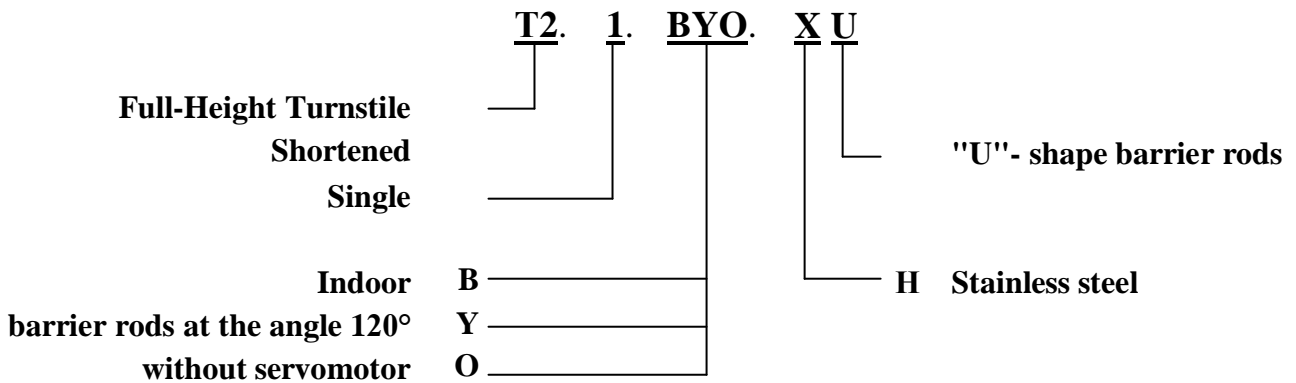 T2. 1. BYO. X U
Full-Height Turnstile
Shortened
"U"- shape barrier rods
Single
Indoor B
H Stainless steel
barrier rods at the angle 120° Y
without servomotor O